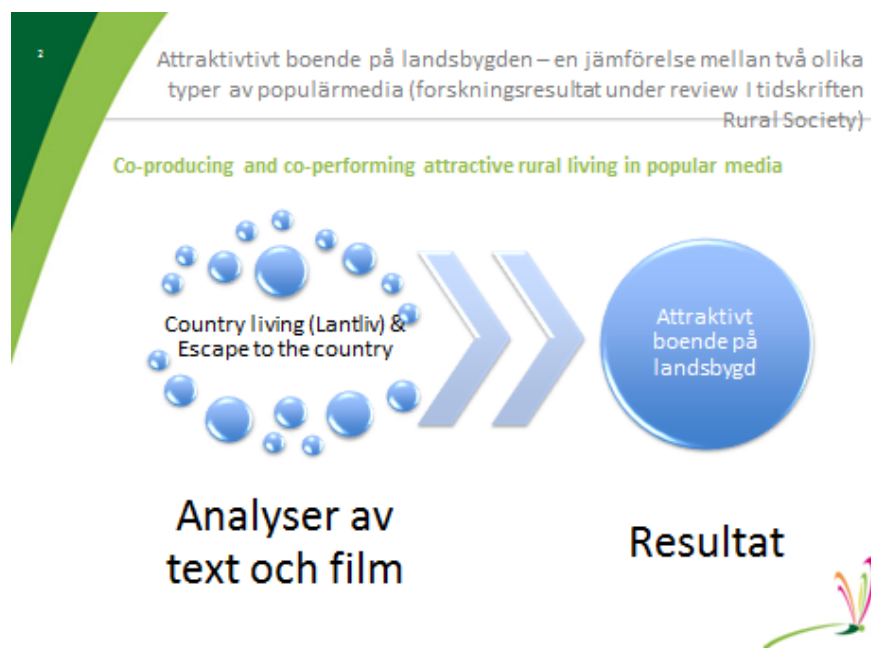 2
Attraktivtivt boende på landsbygden – en jämförelse mellan två olika
typer av populärmedia (forskningsresultat under review I tidskriften
Rural Society)
Co-producing and co-performing attractive rural living in popular media
Country living (Lantliv) &
Escape to the country
Attraktivt
boende på
landsbygd
Analyser av
text och film
Resultat